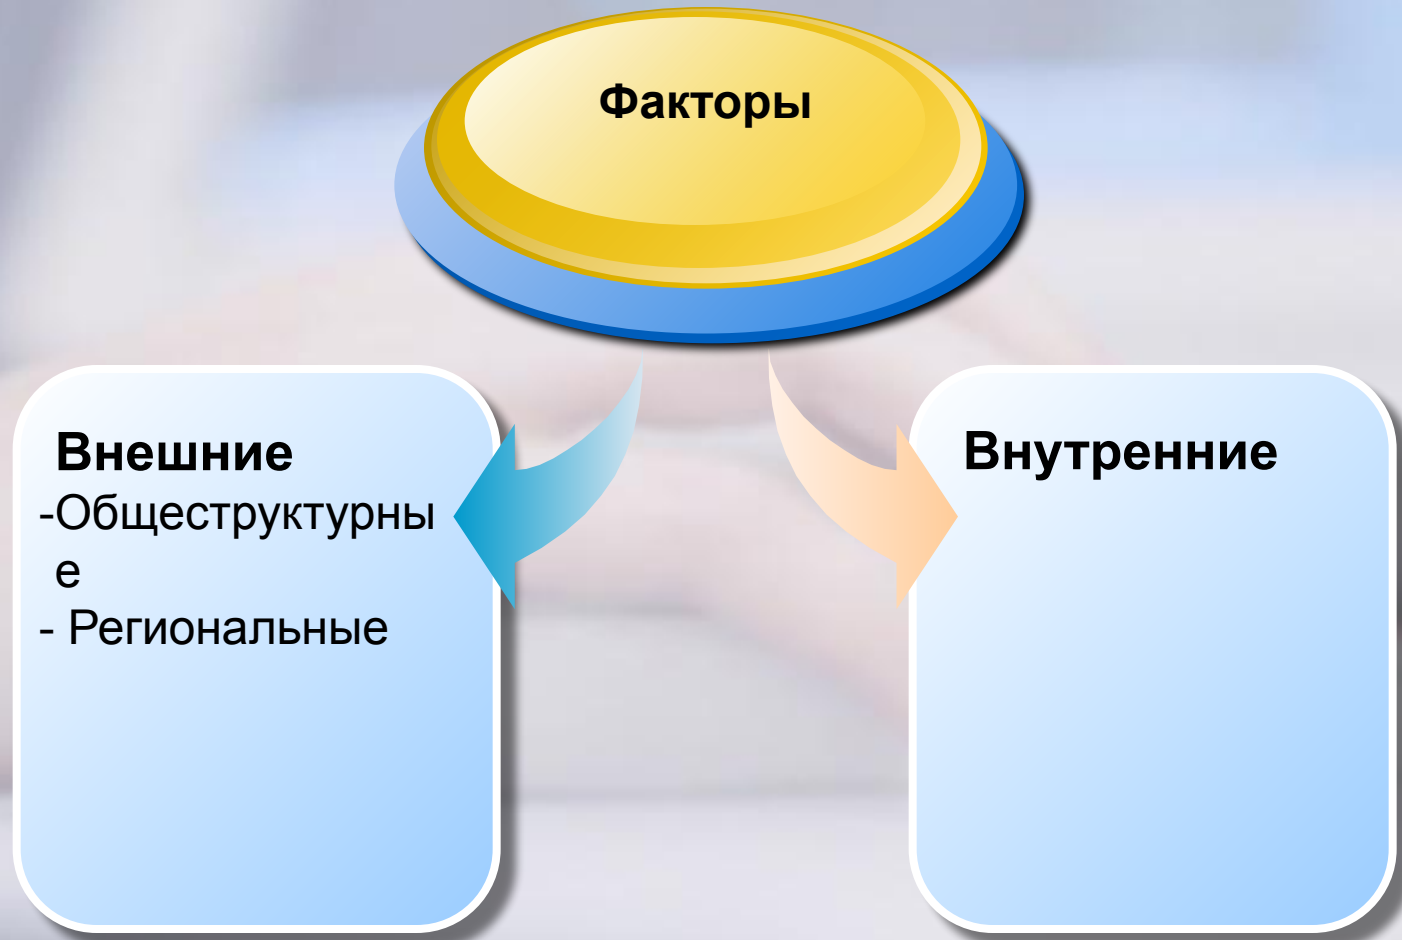 Факторы
Внешние
-Общеструктурны
е
- Региональные
Внутренние